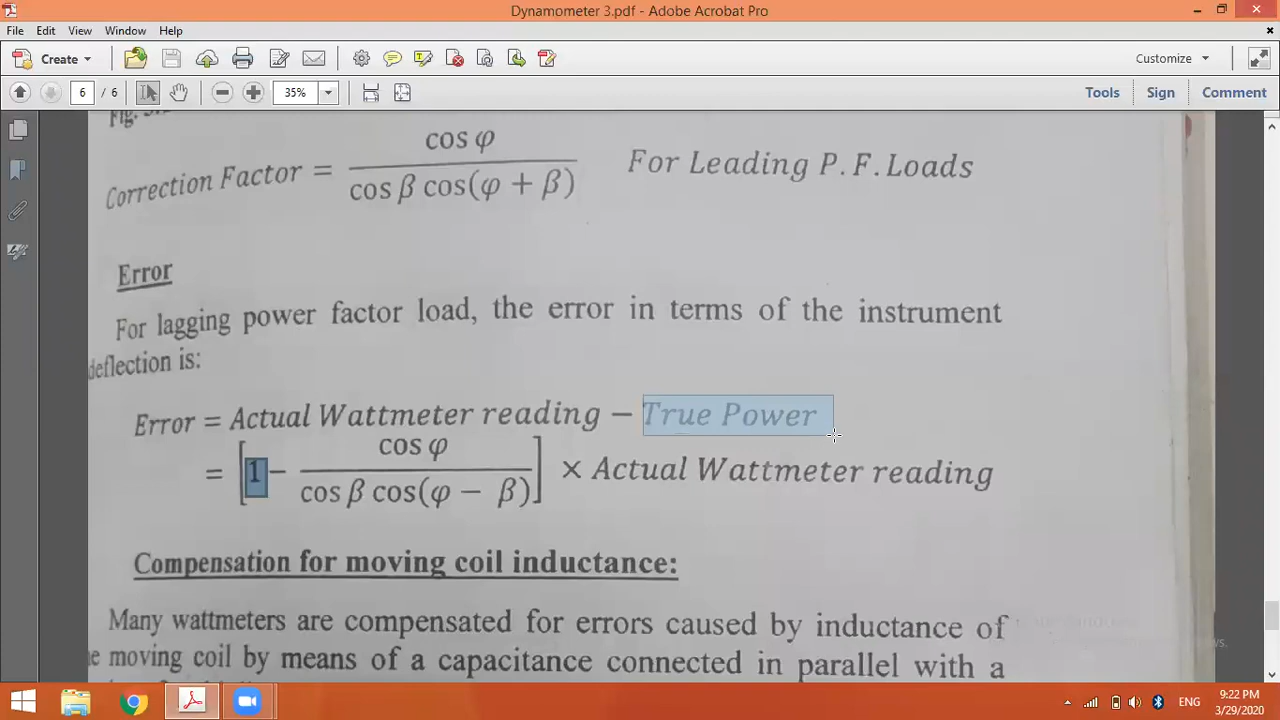 Dynamometer 3.pdf - Adobe Acrobat Pro
File Edit View Window Help
Create Customize
6 / 6 35% Tools Sign Comment
Correction Factor = cos φ / cos β cos(φ + β) For Leading P. F. Loads
Error
For lagging power factor load, the error in terms of the instrument
deflection is:
Error = Actual Wattmeter reading − True Power
= [1 − cos φ / cos β cos(φ − β)] × Actual Wattmeter reading
Compensation for moving coil inductance:
Many wattmeters are compensated for errors caused by inductance of
moving coil by means of a capacitance connected in parallel with a
ENG 9:22 PM
3/29/2020